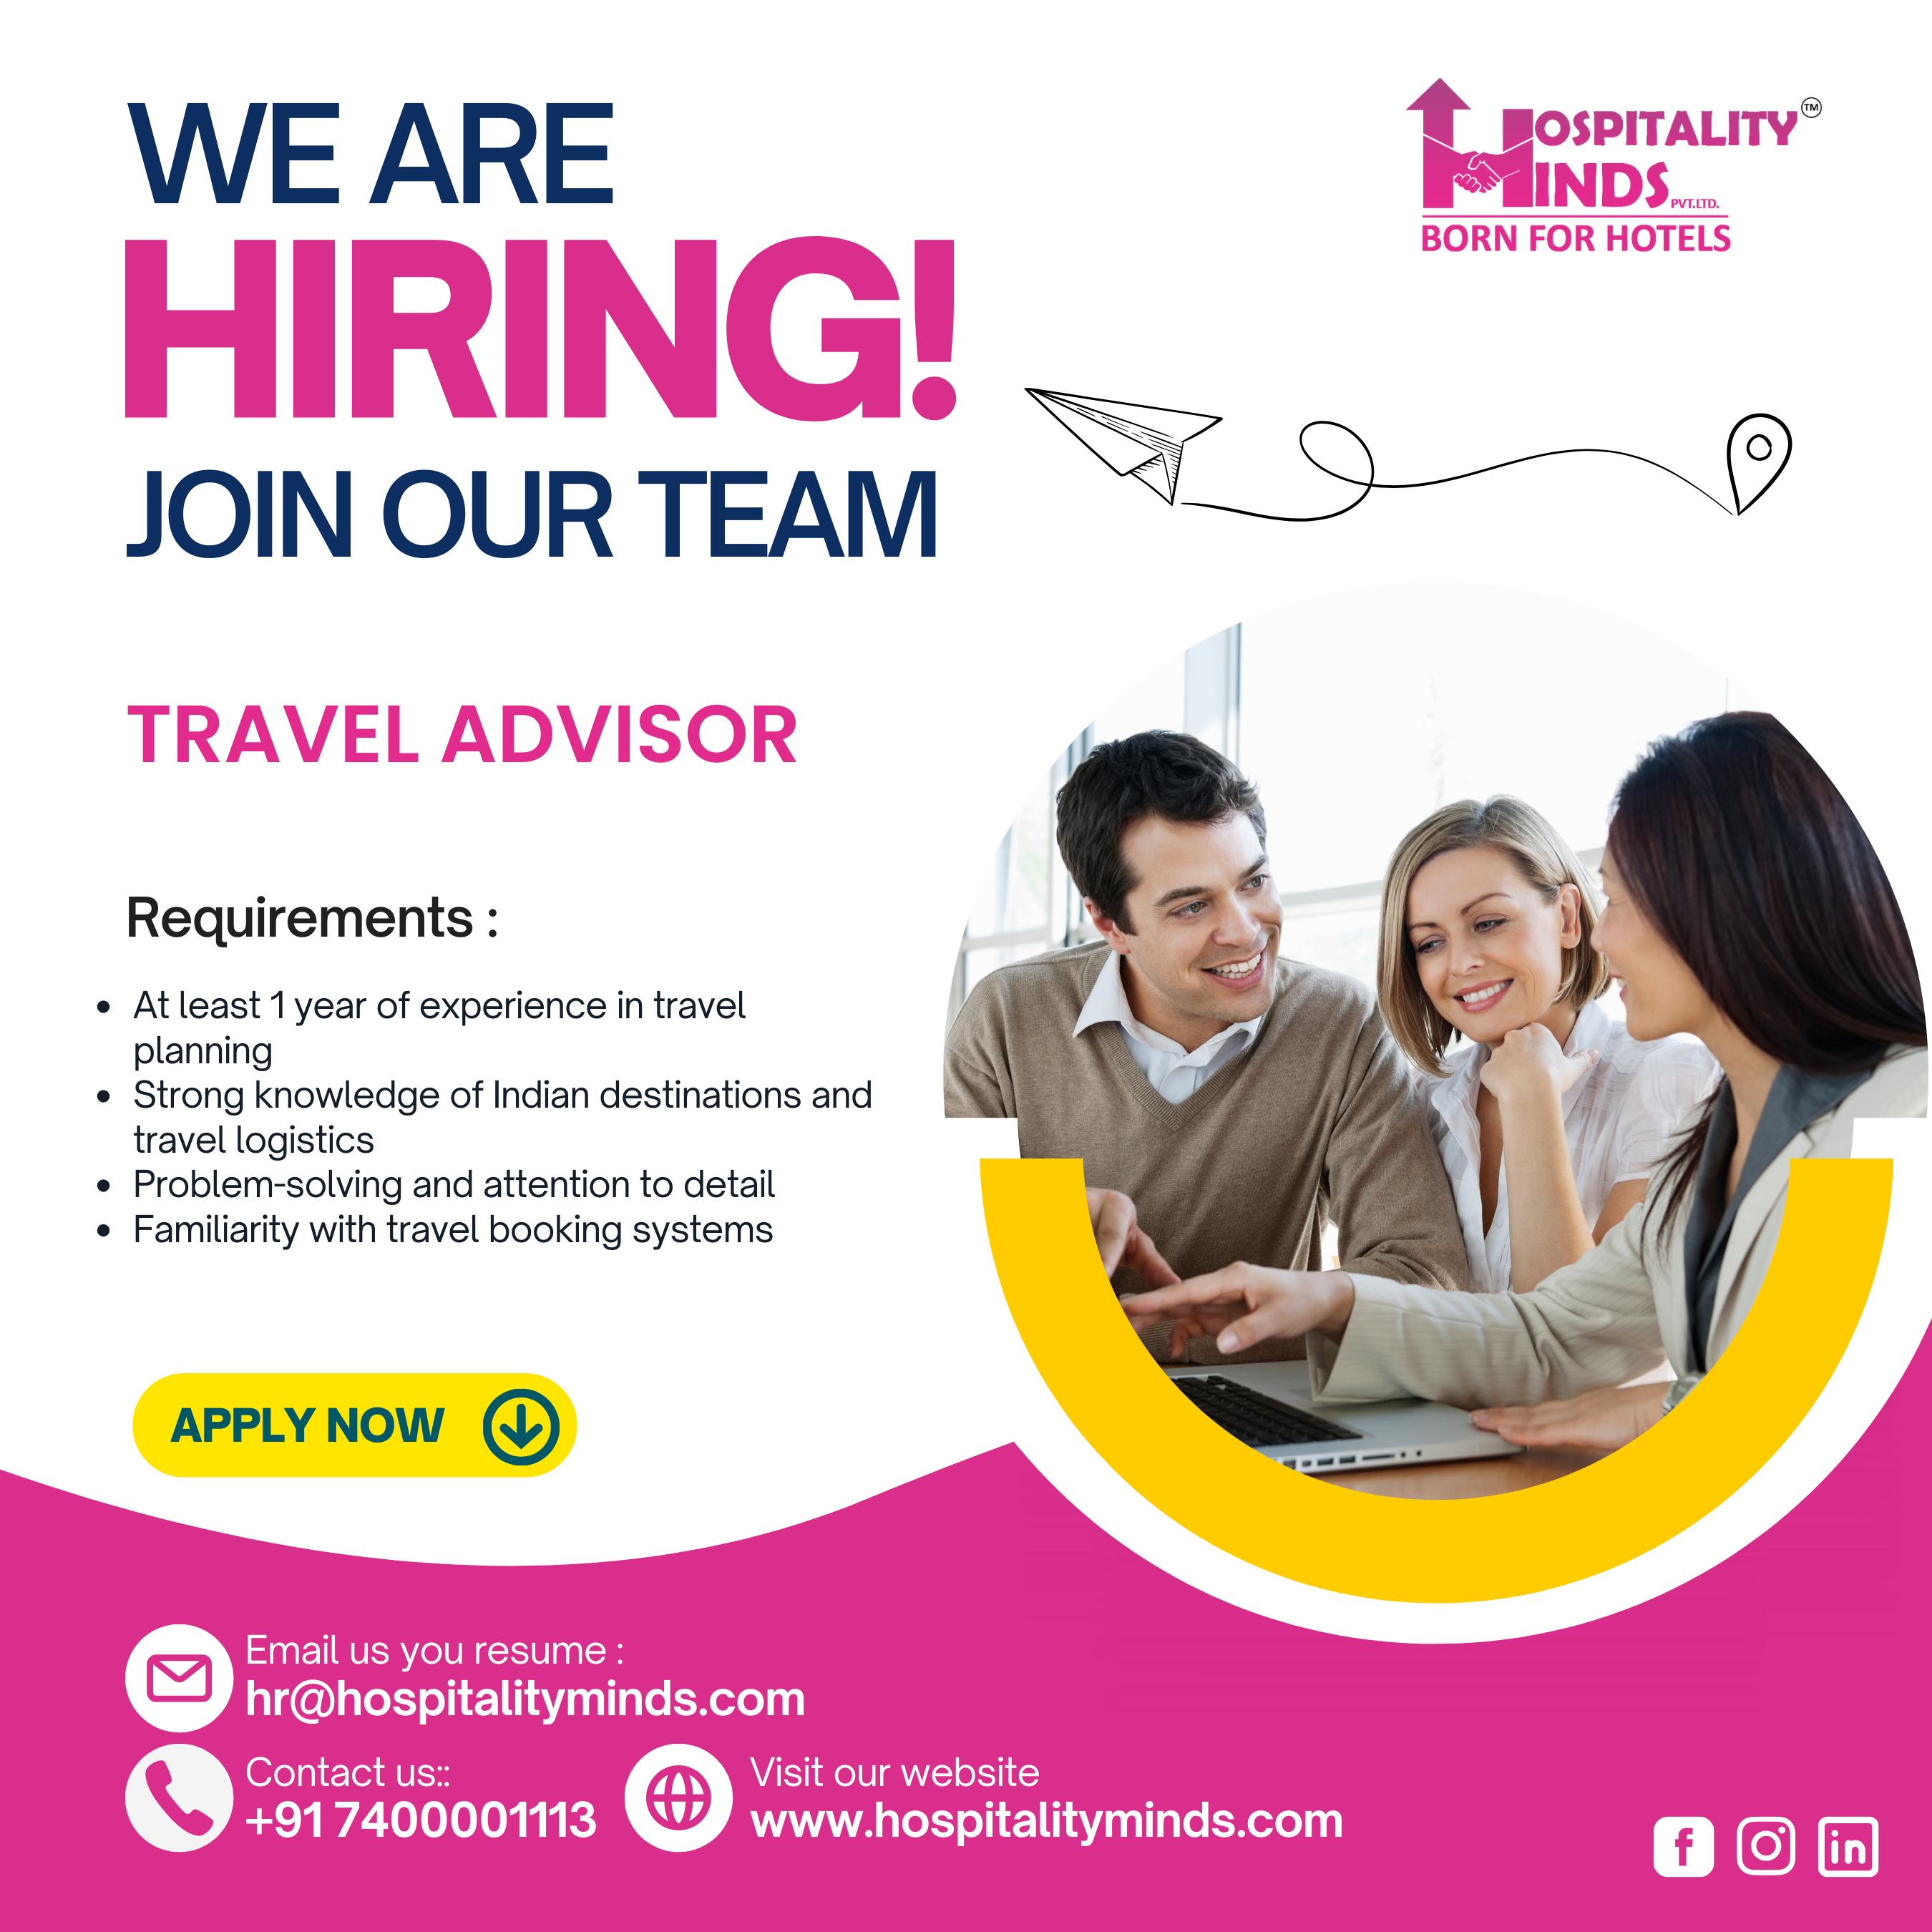 WE ARE
HIRING!
JOIN OUR TEAM
HOSPITALITY TM
MINDS PVT.LTD.
BORN FOR HOTELS
TRAVEL ADVISOR
Requirements :
• At least 1 year of experience in travel
planning
• Strong knowledge of Indian destinations and
travel logistics
• Problem-solving and attention to detail
• Familiarity with travel booking systems
APPLY NOW
Email us you resume :
hr@hospitalityminds.com
Contact us::
+91 7400001113
Visit our website
www.hospitalityminds.com
f
in